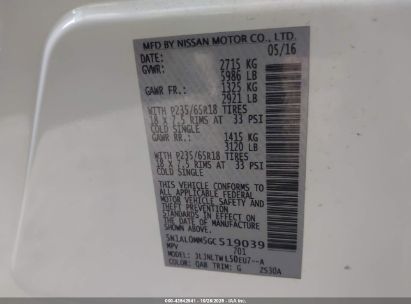 MFD BY NISSAN MOTOR CO., LTD.
DATE: 05/16
GVWR: 2715 KG
5986 LB
GAWR FR.: 1325 KG
2921 LB
WITH P235/65R18 TIRES
18 X 7.5 RIMS AT 33 PSI
COLD SINGLE
GAWR RR.: 1415 KG
3120 LB
WITH P235/65R18 TIRES
18 X 7.5 RIMS AT 33 PSI
COLD SINGLE
THIS VEHICLE CONFORMS TO
ALL APPLICABLE FEDERAL
MOTOR VEHICLE SAFETY AND
THEFT PREVENTION
STANDARDS IN EFFECT ON
THE DATE OF MANUFACTURE
SHOWN ABOVE.
5N1AL0MM5GC519039
MPV 701
MODEL: JLJNLTWL50EU7--A
COLOR: QAB TRIM: G 2S30A